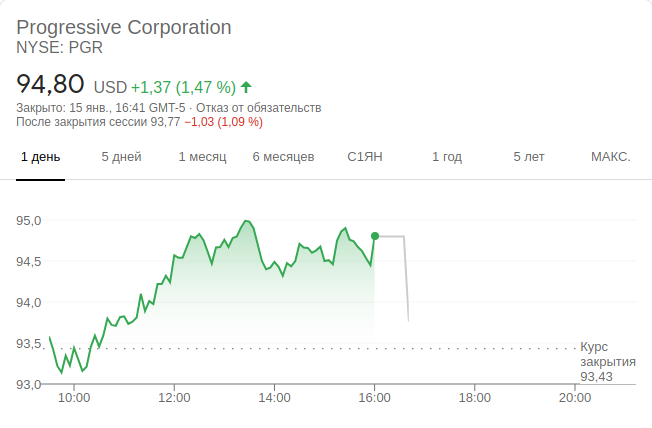 Progressive Corporation
NYSE: PGR
94,80 USD +1,37 (1,47 %) ↑
Закрыто: 15 янв., 16:41 GMT-5 · Отказ от обязательств
После закрытия сессии 93,77 −1,03 (1,09 %)
1 день 5 дней 1 месяц 6 месяцев С1ЯН 1 год 5 лет МАКС.
95,0
94,5
94,0
93,5
93,0
Курс
закрытия
93,43
10:00 12:00 14:00 16:00 18:00 20:00